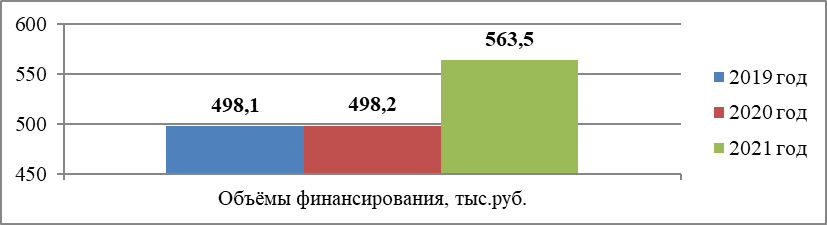 600
550
500
450
498,1
498,2
563,5
Объёмы финансирования, тыс.руб.
2019 год
2020 год
2021 год